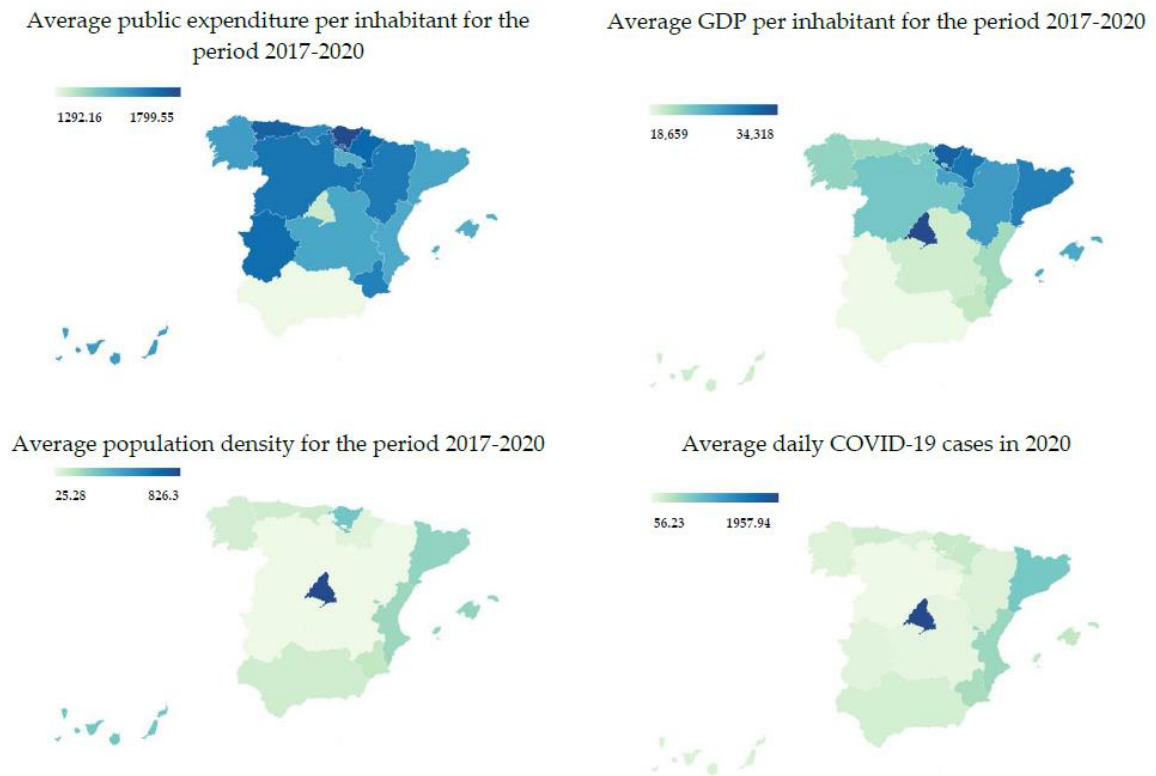 Average public expenditure per inhabitant for the
period 2017-2020
1292.16 1799.55
Average GDP per inhabitant for the period 2017-2020
18,659 34,318
Average population density for the period 2017-2020
25.28 826.3
Average daily COVID-19 cases in 2020
56.23 1957.94